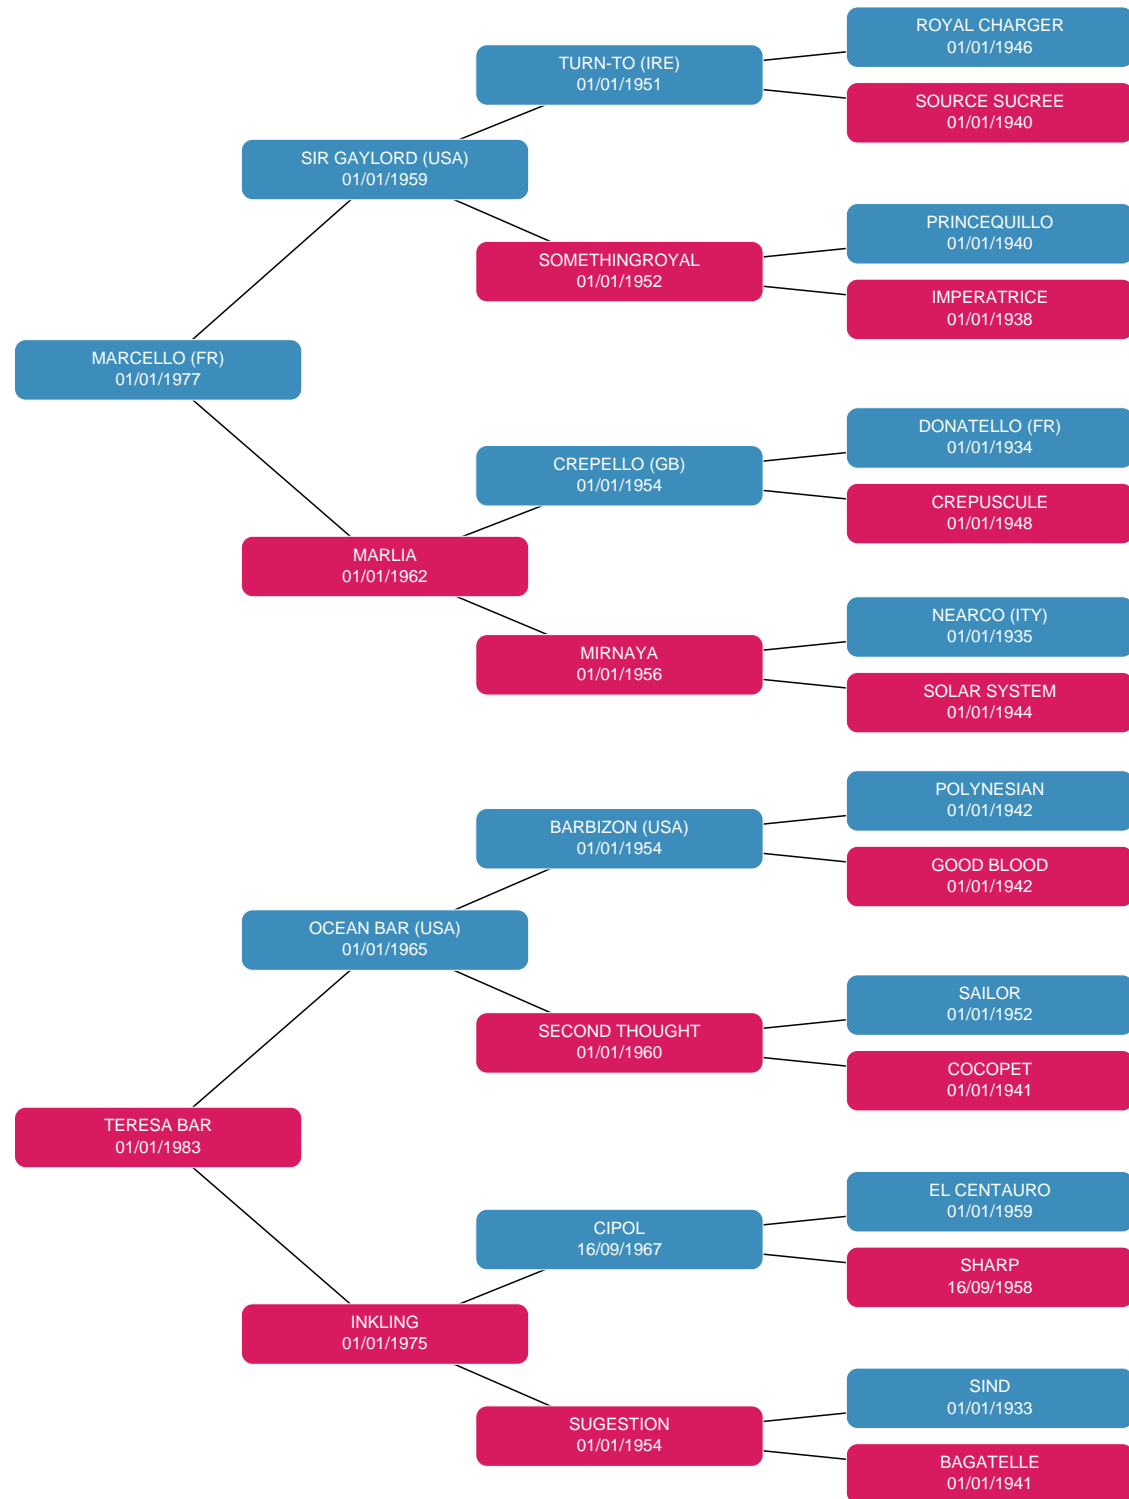 ROYAL CHARGER
01/01/1946
TURN-TO (IRE)
01/01/1951
SOURCE SUCREE
01/01/1940
SIR GAYLORD (USA)
01/01/1959
PRINCEQUILLO
01/01/1940
SOMETHINGROYAL
01/01/1952
IMPERATRICE
01/01/1938
MARCELLO (FR)
01/01/1977
DONATELLO (FR)
01/01/1934
CREPELLO (GB)
01/01/1954
CREPUSCULE
01/01/1948
MARLIA
01/01/1962
NEARCO (ITY)
01/01/1935
MIRNAYA
01/01/1956
SOLAR SYSTEM
01/01/1944
POLYNESIAN
01/01/1942
BARBIZON (USA)
01/01/1954
GOOD BLOOD
01/01/1942
OCEAN BAR (USA)
01/01/1965
SAILOR
01/01/1952
SECOND THOUGHT
01/01/1960
COCOPET
01/01/1941
TERESA BAR
01/01/1983
EL CENTAURO
01/01/1959
CIPOL
16/09/1967
SHARP
16/09/1958
INKLING
01/01/1975
SIND
01/01/1933
SUGESTION
01/01/1954
BAGATELLE
01/01/1941